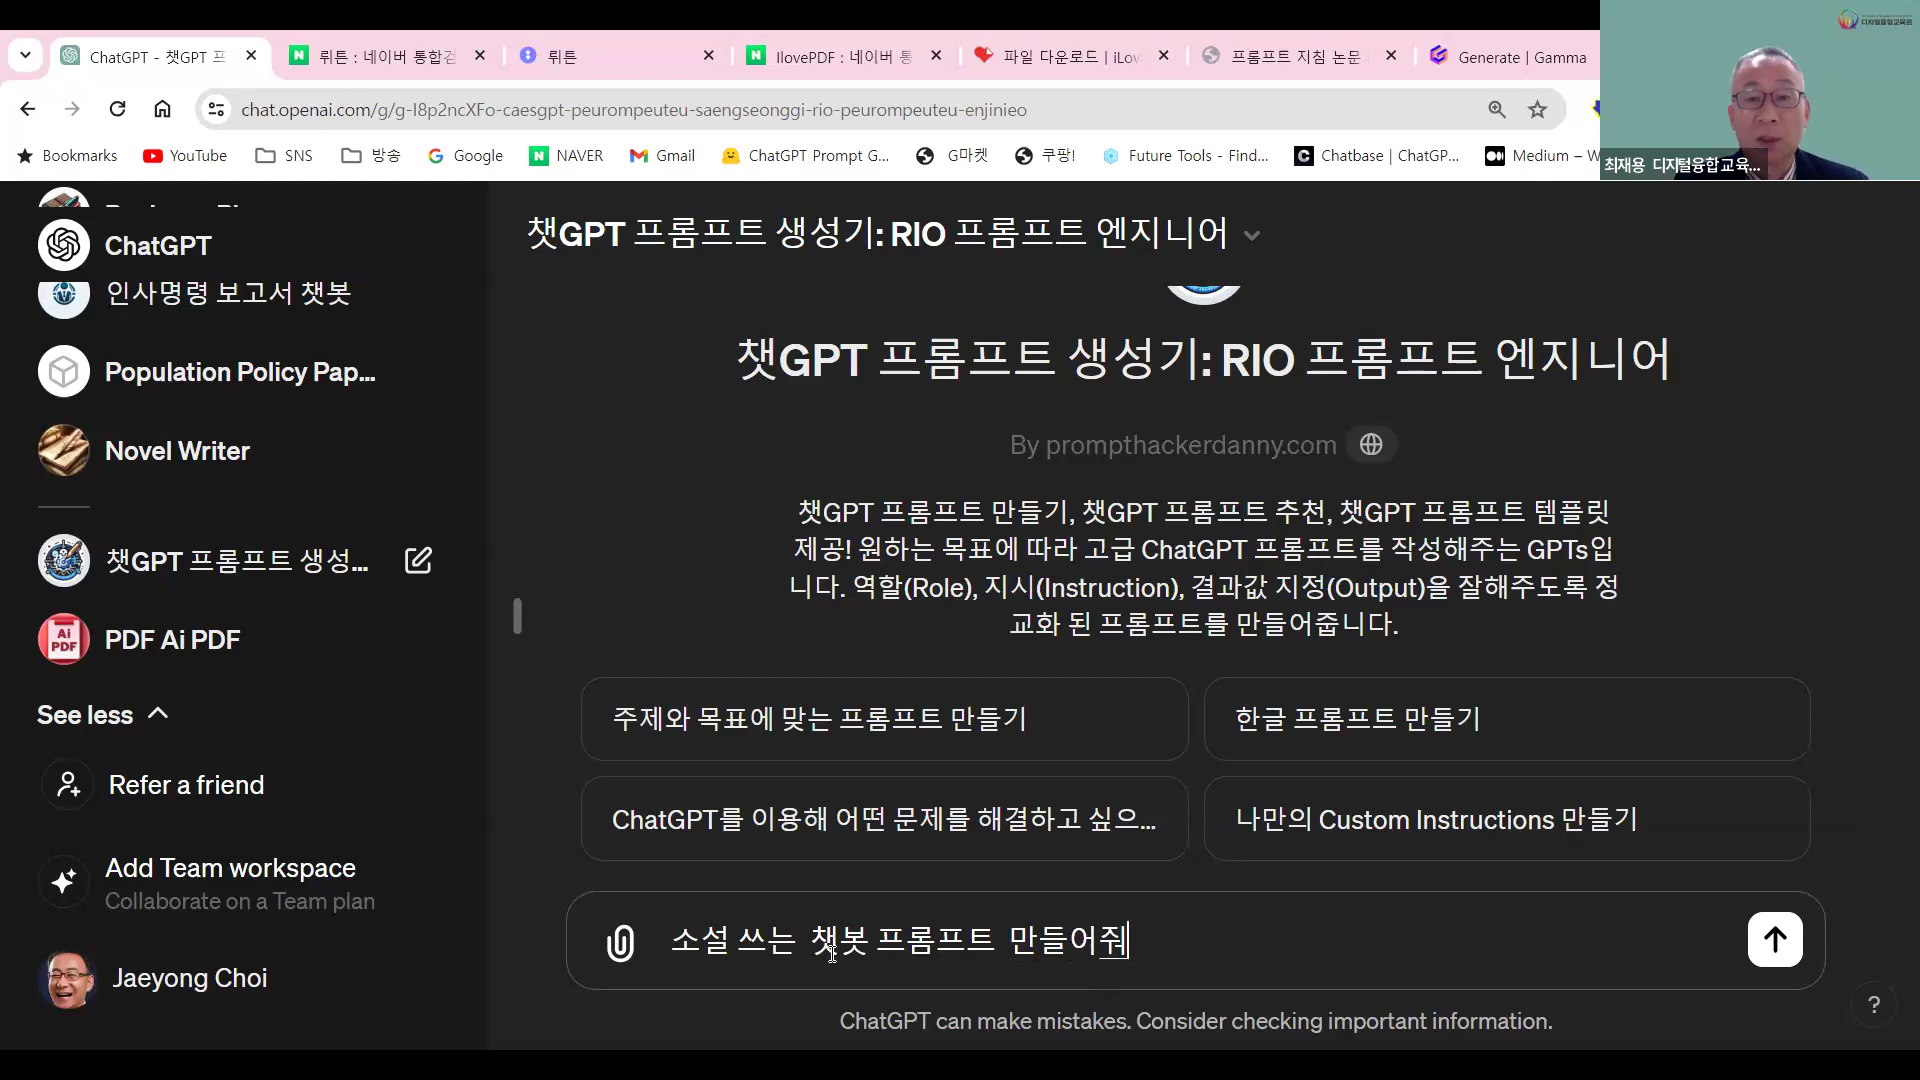 ChatGPT - 챗GPT 프
뤼튼 : 네이버 통합검
뤼튼
IlovePDF : 네이버 통
파일 다운로드 | iLov
프롬프트 지침 논문
Generate | Gamma
디지털융합교육원
chat.openai.com/g/g-I8p2ncXFo-caesgpt-peurompeuteu-saengseonggi-rio-peurompeuteu-enjinieo
Bookmarks
YouTube
SNS
방송
Google
NAVER
Gmail
ChatGPT Prompt G...
G마켓
쿠팡!
Future Tools - Find...
Chatbase | ChatGP...
Medium – W
최재용 디지털융합교육...
ChatGPT
인사명령 보고서 챗봇
Population Policy Pap...
Novel Writer
챗GPT 프롬프트 생성...
PDF Ai PDF
See less
Refer a friend
Add Team workspace
Collaborate on a Team plan
Jaeyong Choi
챗GPT 프롬프트 생성기: RIO 프롬프트 엔지니어
챗GPT 프롬프트 생성기: RIO 프롬프트 엔지니어
By prompthackerdanny.com
챗GPT 프롬프트 만들기, 챗GPT 프롬프트 추천, 챗GPT 프롬프트 템플릿
제공! 원하는 목표에 따라 고급 ChatGPT 프롬프트를 작성해주는 GPTs입
니다. 역할(Role), 지시(Instruction), 결과값 지정(Output)을 잘해주도록 정
교화 된 프롬프트를 만들어줍니다.
주제와 목표에 맞는 프롬프트 만들기
한글 프롬프트 만들기
ChatGPT를 이용해 어떤 문제를 해결하고 싶으...
나만의 Custom Instructions 만들기
소설 쓰는 챗봇 프롬프트 만들어줘
ChatGPT can make mistakes. Consider checking important information.
?